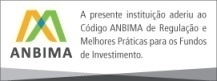 ANBIMA
A presente instituição aderiu ao
Código ANBIMA de Regulação e
Melhores Práticas para os Fundos
de Investimento.